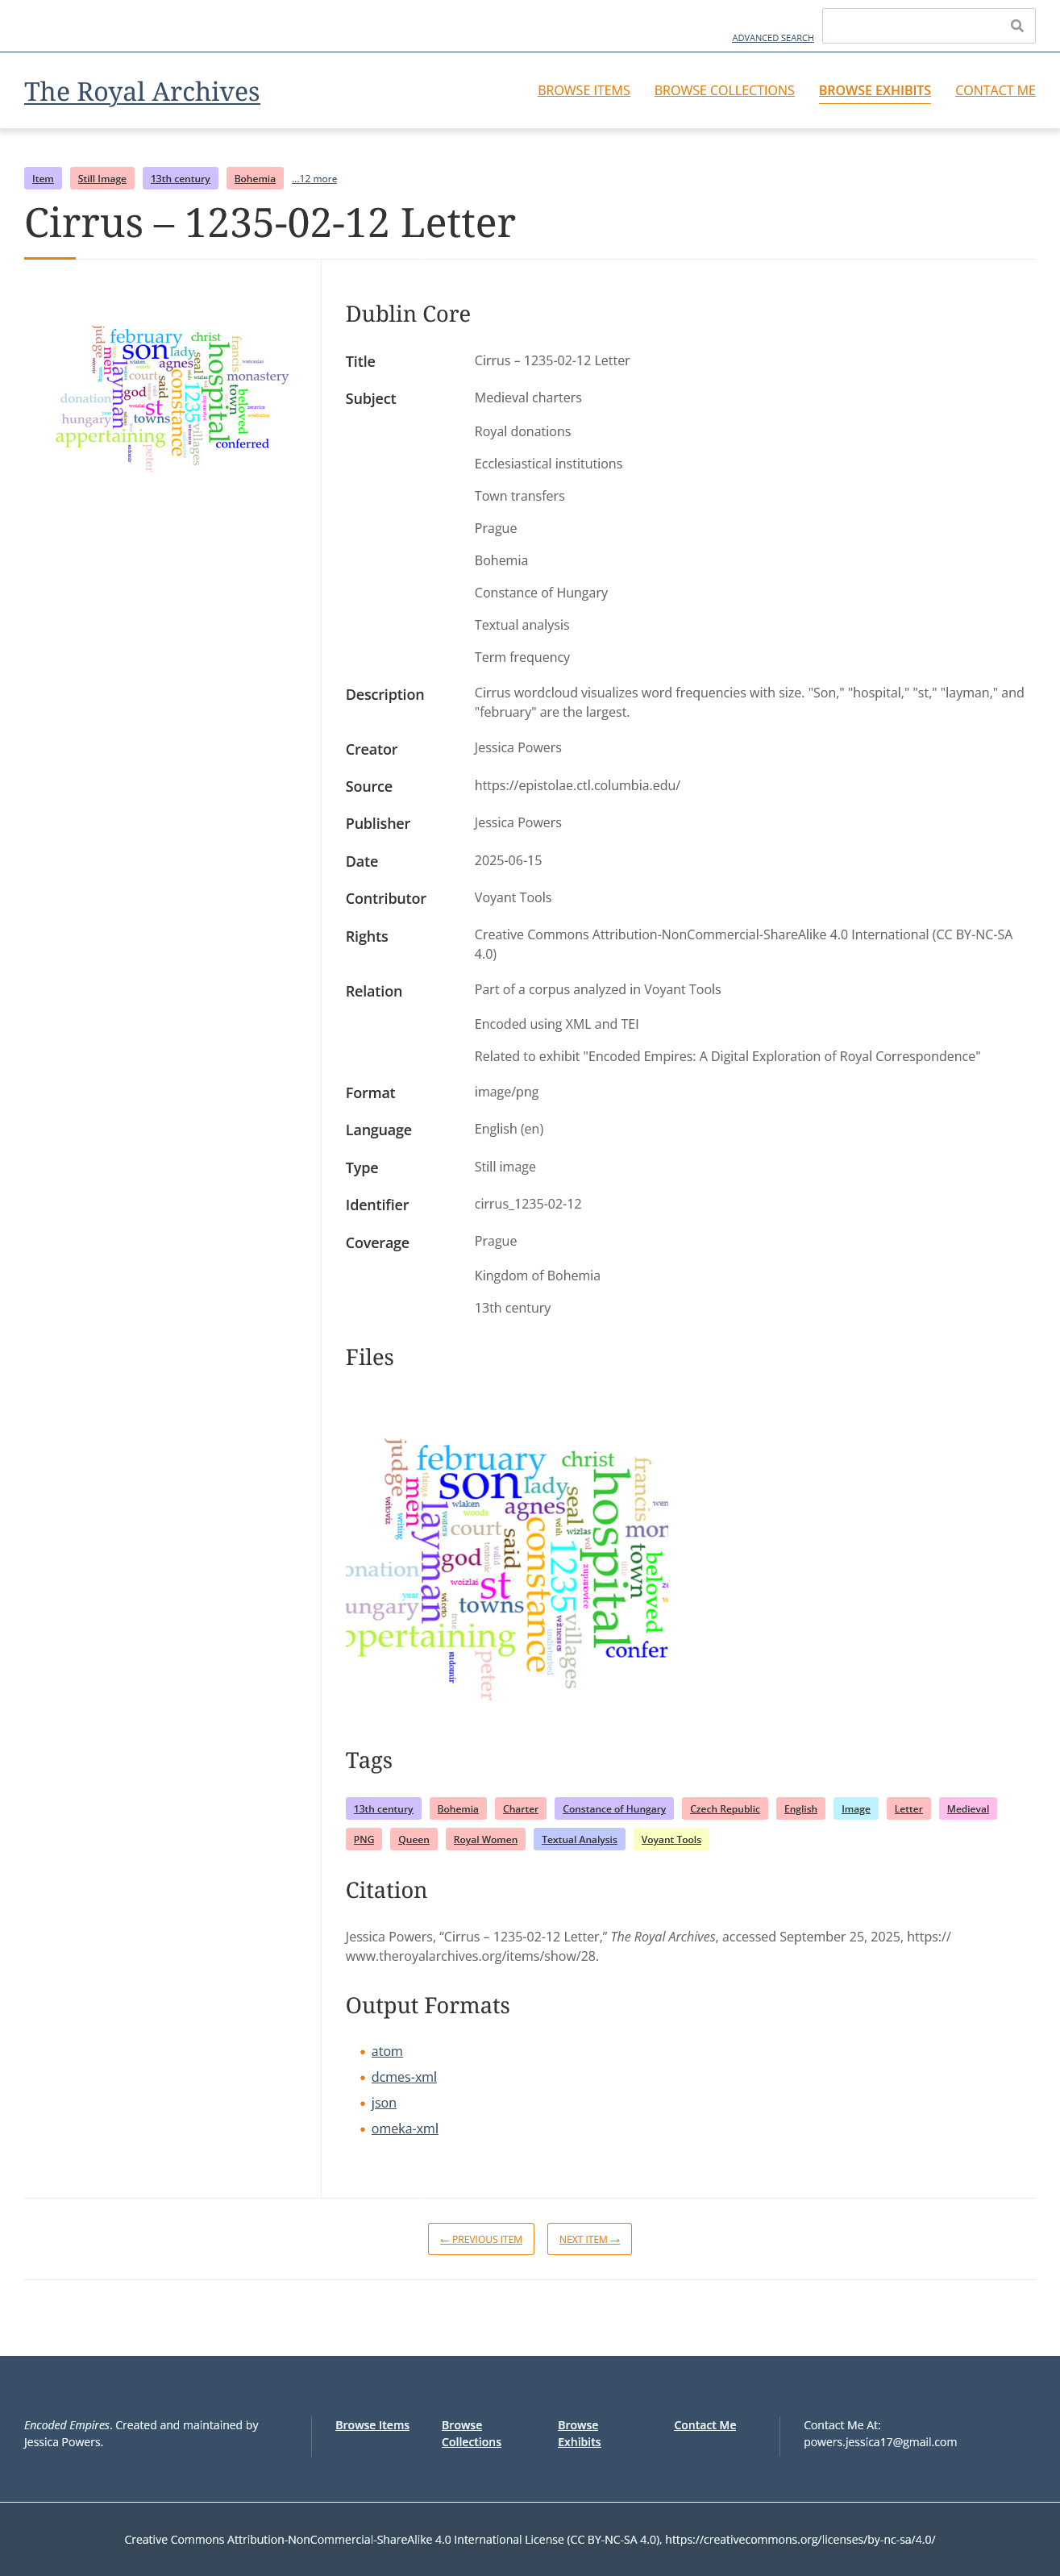 ADVANCED SEARCH
The Royal Archives
BROWSE ITEMS BROWSE COLLECTIONS BROWSE EXHIBITS CONTACT ME
Item Still Image 13th century Bohemia ...12 more
Cirrus – 1235-02-12 Letter
judge
february
christ
francis
son
lady
men
agnes
seal
hospital
monastery
layman
court
god
said
constance
1235
town
beloved
donation
st
hungary
towns
villages
appertaining
conferred
peter
Dublin Core
Title Cirrus – 1235-02-12 Letter
Subject Medieval charters
Royal donations
Ecclesiastical institutions
Town transfers
Prague
Bohemia
Constance of Hungary
Textual analysis
Term frequency
Description Cirrus wordcloud visualizes word frequencies with size. "Son," "hospital," "st," "layman," and
"february" are the largest.
Creator Jessica Powers
Source https://epistolae.ctl.columbia.edu/
Publisher Jessica Powers
Date 2025-06-15
Contributor Voyant Tools
Rights Creative Commons Attribution-NonCommercial-ShareAlike 4.0 International (CC BY-NC-SA
4.0)
Relation Part of a corpus analyzed in Voyant Tools
Encoded using XML and TEI
Related to exhibit "Encoded Empires: A Digital Exploration of Royal Correspondence"
Format image/png
Language English (en)
Type Still image
Identifier cirrus_1235-02-12
Coverage Prague
Kingdom of Bohemia
13th century
Files
judge
february
christ
francis
son
lady
things
men
agnes
seal
wlaken
woods
witoviz
writing
layman
waters
court
said
wish
wizlas
hospital
mor
god
valid
constance
1235
town
beloved
onation
woizlai
st
year
ungary
towns
true
witnesses
villages
ppertaining
confer
peter
Tags
13th century Bohemia Charter Constance of Hungary Czech Republic English Image Letter Medieval
PNG Queen Royal Women Textual Analysis Voyant Tools
Citation
Jessica Powers, “Cirrus – 1235-02-12 Letter,” The Royal Archives, accessed September 25, 2025, https://
www.theroyalarchives.org/items/show/28.
Output Formats
atom
dcmes-xml
json
omeka-xml
← PREVIOUS ITEM NEXT ITEM →
Encoded Empires. Created and maintained by
Jessica Powers.
Browse Items
Browse
Collections
Browse
Exhibits
Contact Me
Contact Me At:
powers.jessica17@gmail.com
Creative Commons Attribution-NonCommercial-ShareAlike 4.0 International License (CC BY-NC-SA 4.0), https://creativecommons.org/licenses/by-nc-sa/4.0/